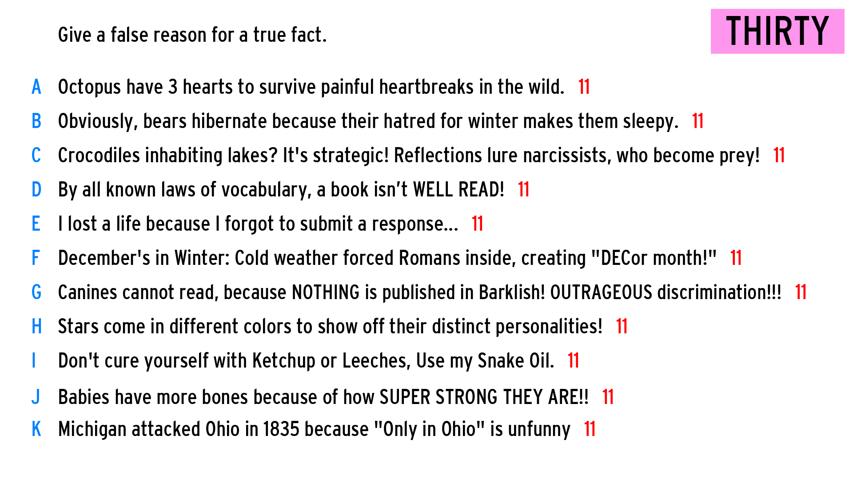 Give a false reason for a true fact.
THIRTY
A Octopus have 3 hearts to survive painful heartbreaks in the wild. 11
B Obviously, bears hibernate because their hatred for winter makes them sleepy. 11
C Crocodiles inhabiting lakes? It's strategic! Reflections lure narcissists, who become prey! 11
D By all known laws of vocabulary, a book isn’t WELL READ! 11
E I lost a life because I forgot to submit a response... 11
F December's in Winter: Cold weather forced Romans inside, creating "DECor month!" 11
G Canines cannot read, because NOTHING is published in Barklish! OUTRAGEOUS discrimination!!! 11
H Stars come in different colors to show off their distinct personalities! 11
I Don't cure yourself with Ketchup or Leeches, Use my Snake Oil. 11
J Babies have more bones because of how SUPER STRONG THEY ARE!! 11
K Michigan attacked Ohio in 1835 because "Only in Ohio" is unfunny 11